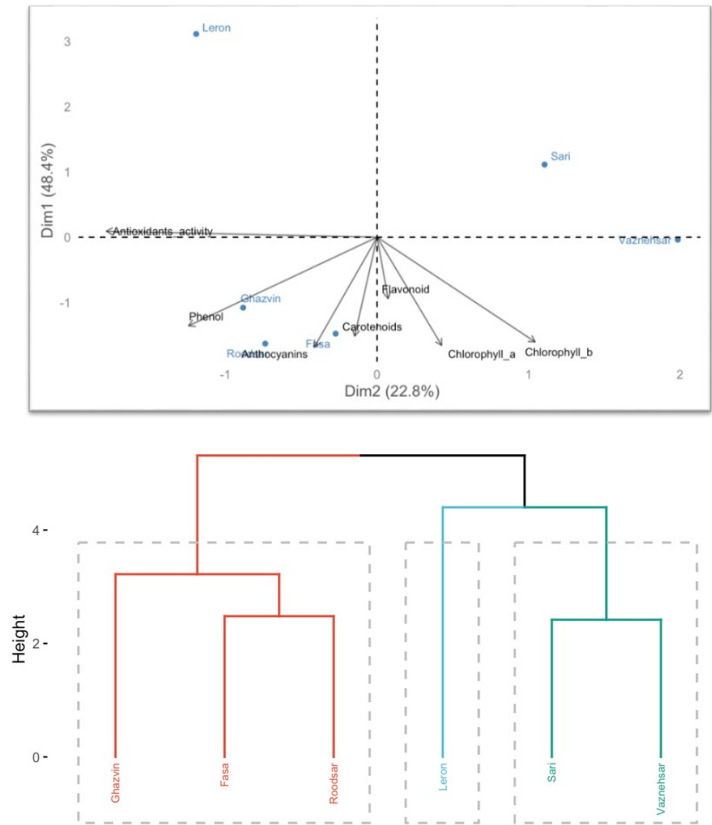 Leron
3
2
Sari
1
Dim1 (48.4%)
Antioxidants_activity
0
Vaznehsar
Flavonoid
Ghazvin
-1
Phenol
Carotenoids
Fasa
Anthocyanins
Chlorophyll_a
Chlorophyll_b
-1
0
1
2
Dim2 (22.8%)
4
2
0
Height
Ghazvin
Fasa
Roodsar
Leron
Sari
Vaznehsar